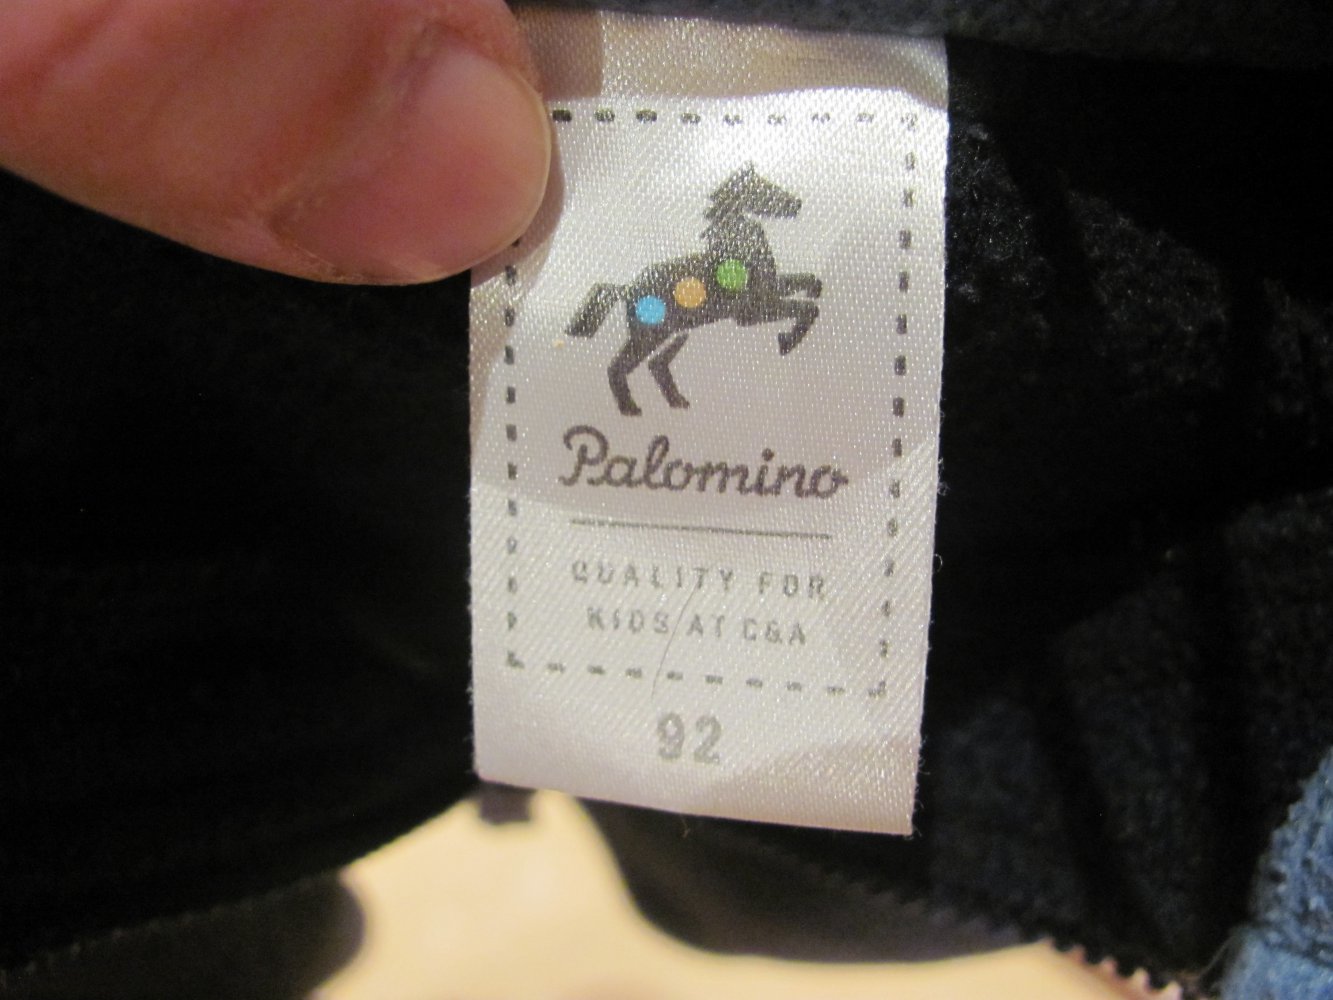 Palomino
QUALITY FOR
KIDS AT C&A
92